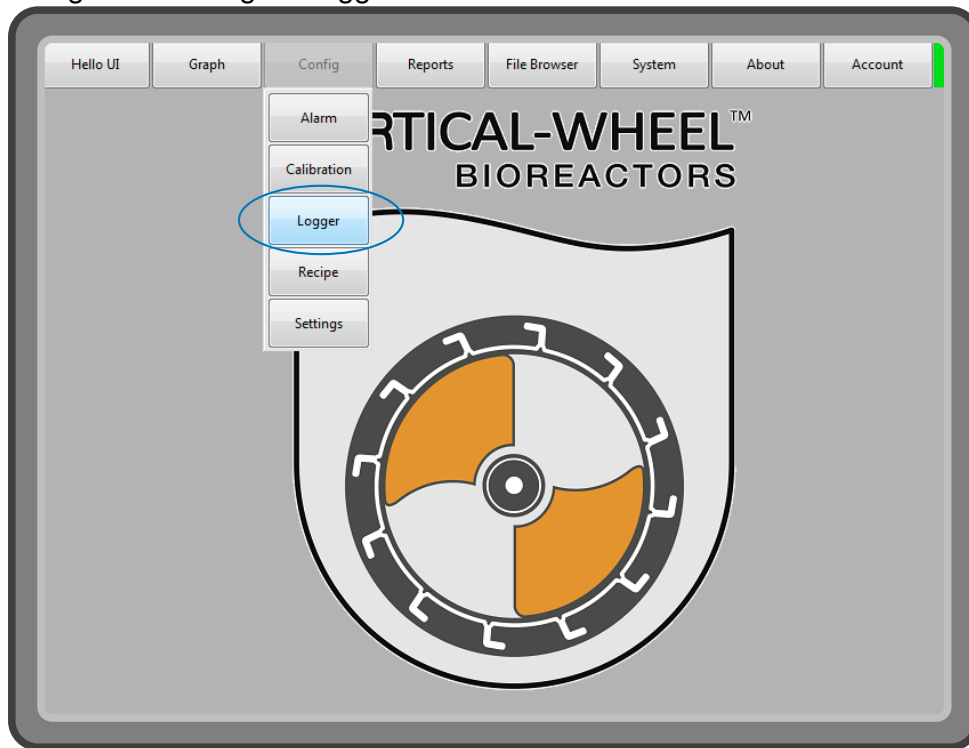 Hello UI Graph Config Reports File Browser System About Account
Alarm
RTICAL-WHEEL™
Calibration
BIOREACTORS
Logger
Recipe
Settings